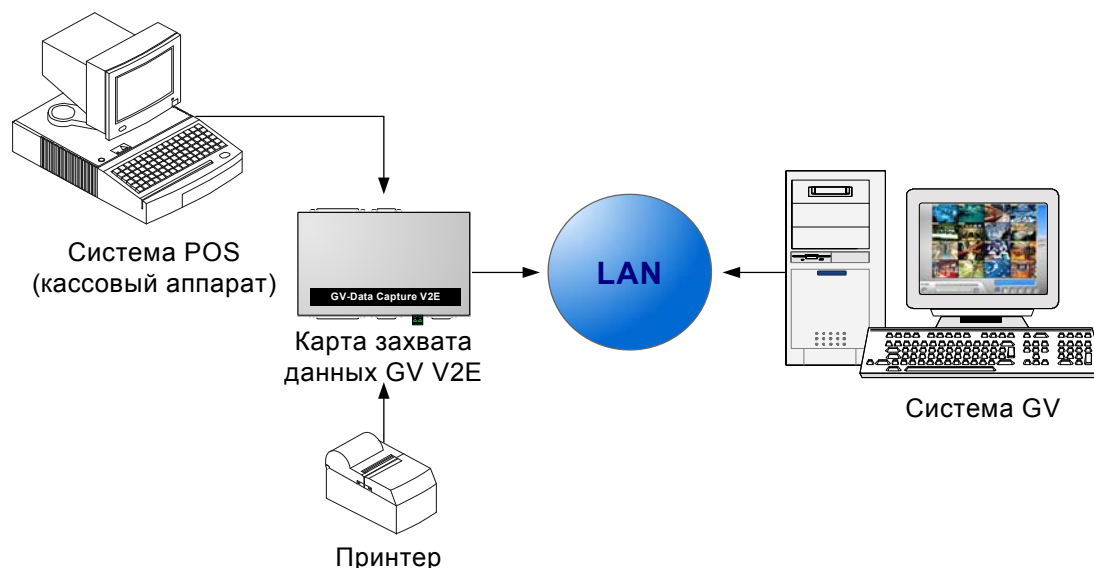 Система POS
(кассовый аппарат)
GV-Data Capture V2E
Карта захвата
данных GV V2E
LAN
Система GV
Принтер